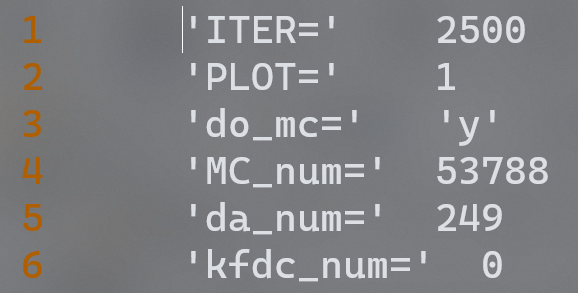 1 'ITER=' 2500
2 'PLOT=' 1
3 'do_mc=' 'y'
4 'MC_num=' 53788
5 'da_num=' 249
6 'kfdc_num=' 0